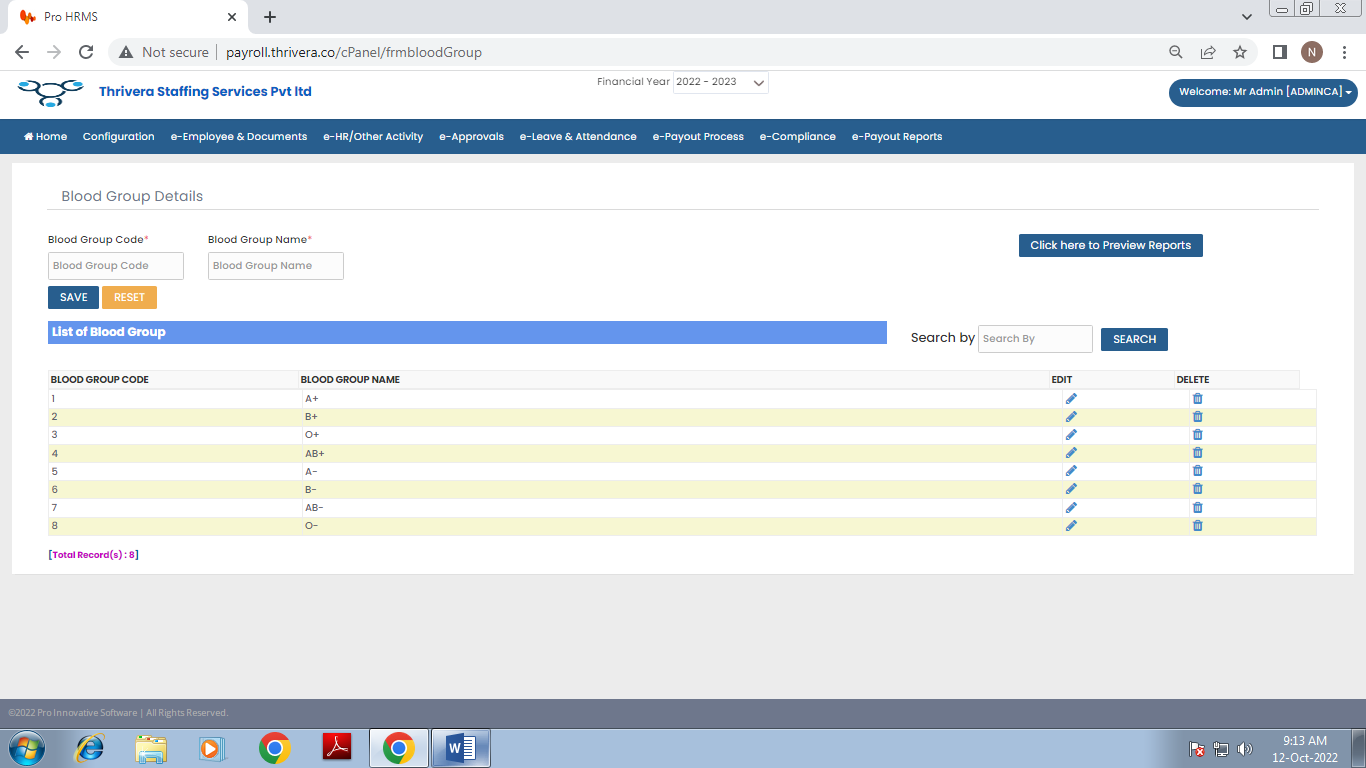 Pro HRMS
Not secure | payroll.thrivera.co/cPanel/frmbloodGroup
N
Thrivera Staffing Services Pvt ltd
Financial Year 2022 - 2023
Welcome: Mr Admin [ADMINCA]
Home Configuration e-Employee & Documents e-HR/Other Activity e-Approvals e-Leave & Attendance e-Payout Process e-Compliance e-Payout Reports
Blood Group Details
Blood Group Code* Blood Group Name*
Click here to Preview Reports
Blood Group Code Blood Group Name
SAVE RESET
List of Blood Group
Search by Search By SEARCH
BLOOD GROUP CODE BLOOD GROUP NAME EDIT DELETE
1 A+
2 B+
3 O+
4 AB+
5 A-
6 B-
7 AB-
8 O-
[Total Record(s) : 8]
©2022 Pro Innovative Software | All Rights Reserved.
W
9:13 AM
12-Oct-2022